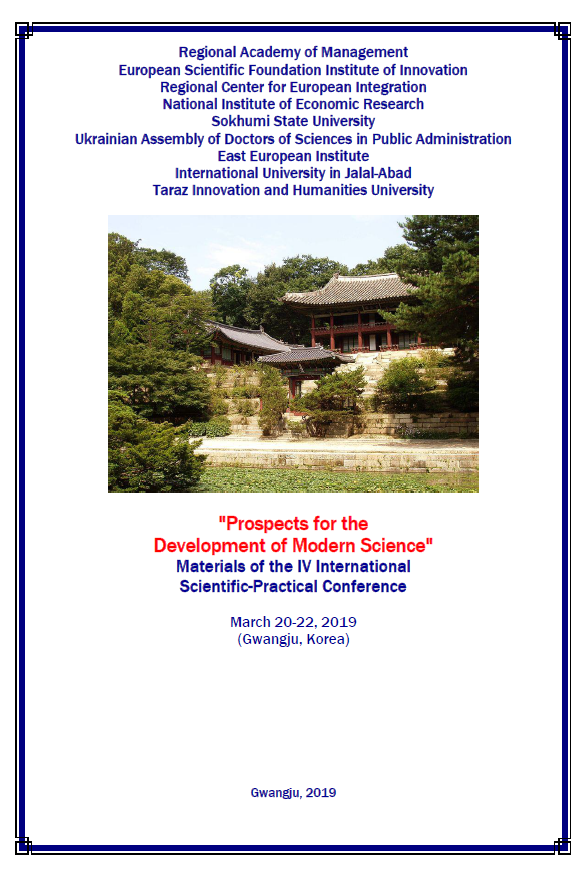 Regional Academy of Management
European Scientific Foundation Institute of Innovation
Regional Center for European Integration
National Institute of Economic Research
Sokhumi State University
Ukrainian Assembly of Doctors of Sciences in Public Administration
East European Institute
International University in Jalal-Abad
Taraz Innovation and Humanities University
"Prospects for the
Development of Modern Science"
Materials of the IV International
Scientific-Practical Conference
March 20-22, 2019
(Gwangju, Korea)
Gwangju, 2019